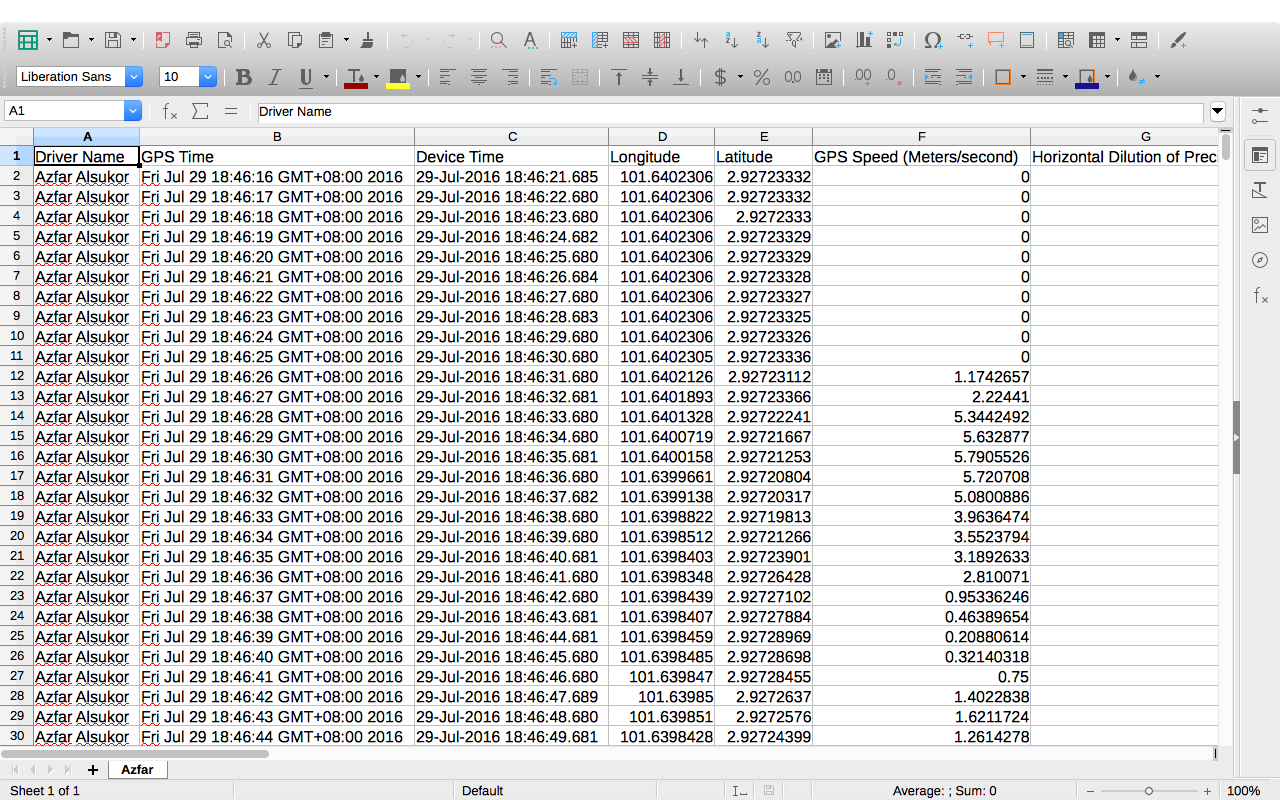 Liberation Sans 10
A1 Driver Name
A B C D E F G
1 Driver Name GPS Time Device Time Longitude Latitude GPS Speed (Meters/second) Horizontal Dilution of Prec
2 Azfar Alsukor Fri Jul 29 18:46:16 GMT+08:00 2016 29-Jul-2016 18:46:21.685 101.6402306 2.92723332 0
3 Azfar Alsukor Fri Jul 29 18:46:17 GMT+08:00 2016 29-Jul-2016 18:46:22.680 101.6402306 2.92723332 0
4 Azfar Alsukor Fri Jul 29 18:46:18 GMT+08:00 2016 29-Jul-2016 18:46:23.680 101.6402306 2.9272333 0
5 Azfar Alsukor Fri Jul 29 18:46:19 GMT+08:00 2016 29-Jul-2016 18:46:24.682 101.6402306 2.92723329 0
6 Azfar Alsukor Fri Jul 29 18:46:20 GMT+08:00 2016 29-Jul-2016 18:46:25.680 101.6402306 2.92723329 0
7 Azfar Alsukor Fri Jul 29 18:46:21 GMT+08:00 2016 29-Jul-2016 18:46:26.684 101.6402306 2.92723328 0
8 Azfar Alsukor Fri Jul 29 18:46:22 GMT+08:00 2016 29-Jul-2016 18:46:27.680 101.6402306 2.92723327 0
9 Azfar Alsukor Fri Jul 29 18:46:23 GMT+08:00 2016 29-Jul-2016 18:46:28.683 101.6402306 2.92723325 0
10 Azfar Alsukor Fri Jul 29 18:46:24 GMT+08:00 2016 29-Jul-2016 18:46:29.680 101.6402306 2.92723326 0
11 Azfar Alsukor Fri Jul 29 18:46:25 GMT+08:00 2016 29-Jul-2016 18:46:30.680 101.6402305 2.92723336 0
12 Azfar Alsukor Fri Jul 29 18:46:26 GMT+08:00 2016 29-Jul-2016 18:46:31.680 101.6402126 2.92723112 1.1742657
13 Azfar Alsukor Fri Jul 29 18:46:27 GMT+08:00 2016 29-Jul-2016 18:46:32.681 101.6401893 2.92723366 2.22441
14 Azfar Alsukor Fri Jul 29 18:46:28 GMT+08:00 2016 29-Jul-2016 18:46:33.680 101.6401328 2.92722241 5.3442492
15 Azfar Alsukor Fri Jul 29 18:46:29 GMT+08:00 2016 29-Jul-2016 18:46:34.680 101.6400719 2.92721667 5.632877
16 Azfar Alsukor Fri Jul 29 18:46:30 GMT+08:00 2016 29-Jul-2016 18:46:35.681 101.6400158 2.92721253 5.7905526
17 Azfar Alsukor Fri Jul 29 18:46:31 GMT+08:00 2016 29-Jul-2016 18:46:36.680 101.6399661 2.92720804 5.720708
18 Azfar Alsukor Fri Jul 29 18:46:32 GMT+08:00 2016 29-Jul-2016 18:46:37.682 101.6399138 2.92720317 5.0800886
19 Azfar Alsukor Fri Jul 29 18:46:33 GMT+08:00 2016 29-Jul-2016 18:46:38.680 101.6398822 2.92719813 3.9636474
20 Azfar Alsukor Fri Jul 29 18:46:34 GMT+08:00 2016 29-Jul-2016 18:46:39.680 101.6398512 2.92721266 3.5523794
21 Azfar Alsukor Fri Jul 29 18:46:35 GMT+08:00 2016 29-Jul-2016 18:46:40.681 101.6398403 2.92723901 3.1892633
22 Azfar Alsukor Fri Jul 29 18:46:36 GMT+08:00 2016 29-Jul-2016 18:46:41.680 101.6398348 2.92726428 2.810071
23 Azfar Alsukor Fri Jul 29 18:46:37 GMT+08:00 2016 29-Jul-2016 18:46:42.680 101.6398439 2.92727102 0.95336246
24 Azfar Alsukor Fri Jul 29 18:46:38 GMT+08:00 2016 29-Jul-2016 18:46:43.681 101.6398407 2.92727884 0.46389654
25 Azfar Alsukor Fri Jul 29 18:46:39 GMT+08:00 2016 29-Jul-2016 18:46:44.681 101.6398459 2.92728969 0.20880614
26 Azfar Alsukor Fri Jul 29 18:46:40 GMT+08:00 2016 29-Jul-2016 18:46:45.680 101.6398485 2.92728698 0.32140318
27 Azfar Alsukor Fri Jul 29 18:46:41 GMT+08:00 2016 29-Jul-2016 18:46:46.680 101.639847 2.92728455 0.75
28 Azfar Alsukor Fri Jul 29 18:46:42 GMT+08:00 2016 29-Jul-2016 18:46:47.689 101.63985 2.9272637 1.4022838
29 Azfar Alsukor Fri Jul 29 18:46:43 GMT+08:00 2016 29-Jul-2016 18:46:48.680 101.639851 2.9272576 1.6211724
30 Azfar Alsukor Fri Jul 29 18:46:44 GMT+08:00 2016 29-Jul-2016 18:46:49.681 101.6398428 2.92724399 1.2614278
Azfar
Sheet 1 of 1 Default Average: ; Sum: 0 100%